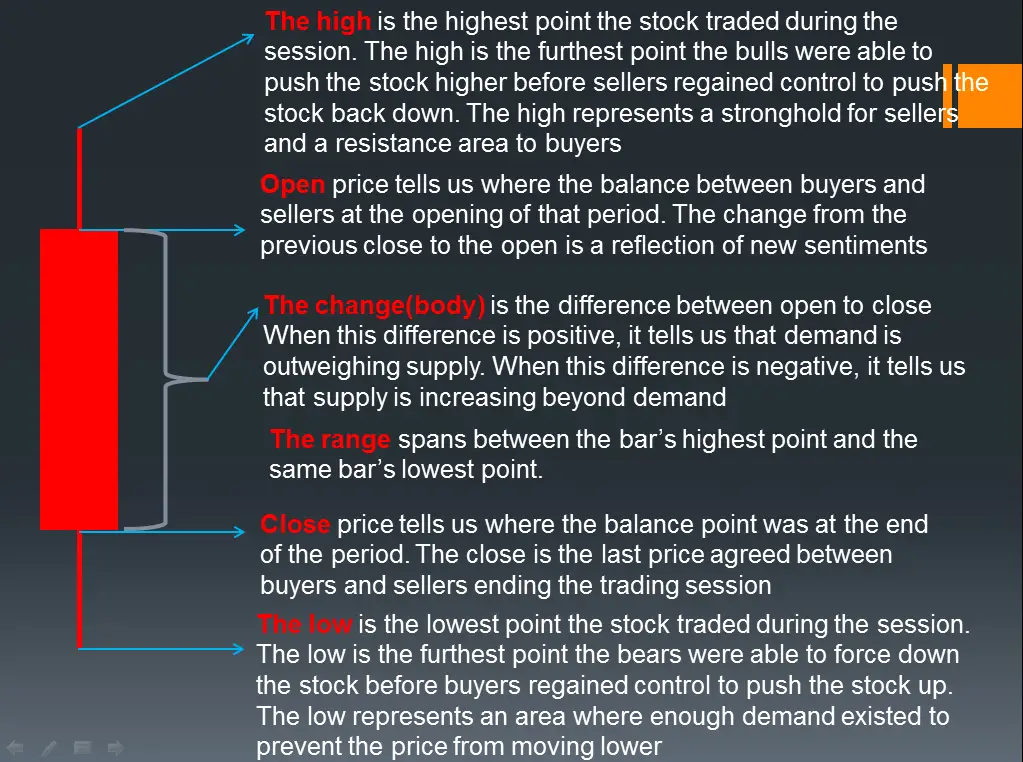 The high is the highest point the stock traded during the
session. The high is the furthest point the bulls were able to
push the stock higher before sellers regained control to push the
stock back down. The high represents a stronghold for sellers
and a resistance area to buyers
Open price tells us where the balance between buyers and
sellers at the opening of that period. The change from the
previous close to the open is a reflection of new sentiments
The change(body) is the difference between open to close
When this difference is positive, it tells us that demand is
outweighing supply. When this difference is negative, it tells us
that supply is increasing beyond demand
The range spans between the bar’s highest point and the
same bar’s lowest point.
Close price tells us where the balance point was at the end
of the period. The close is the last price agreed between
buyers and sellers ending the trading session
The low is the lowest point the stock traded during the session.
The low is the furthest point the bears were able to force down
the stock before buyers regained control to push the stock up.
The low represents an area where enough demand existed to
prevent the price from moving lower